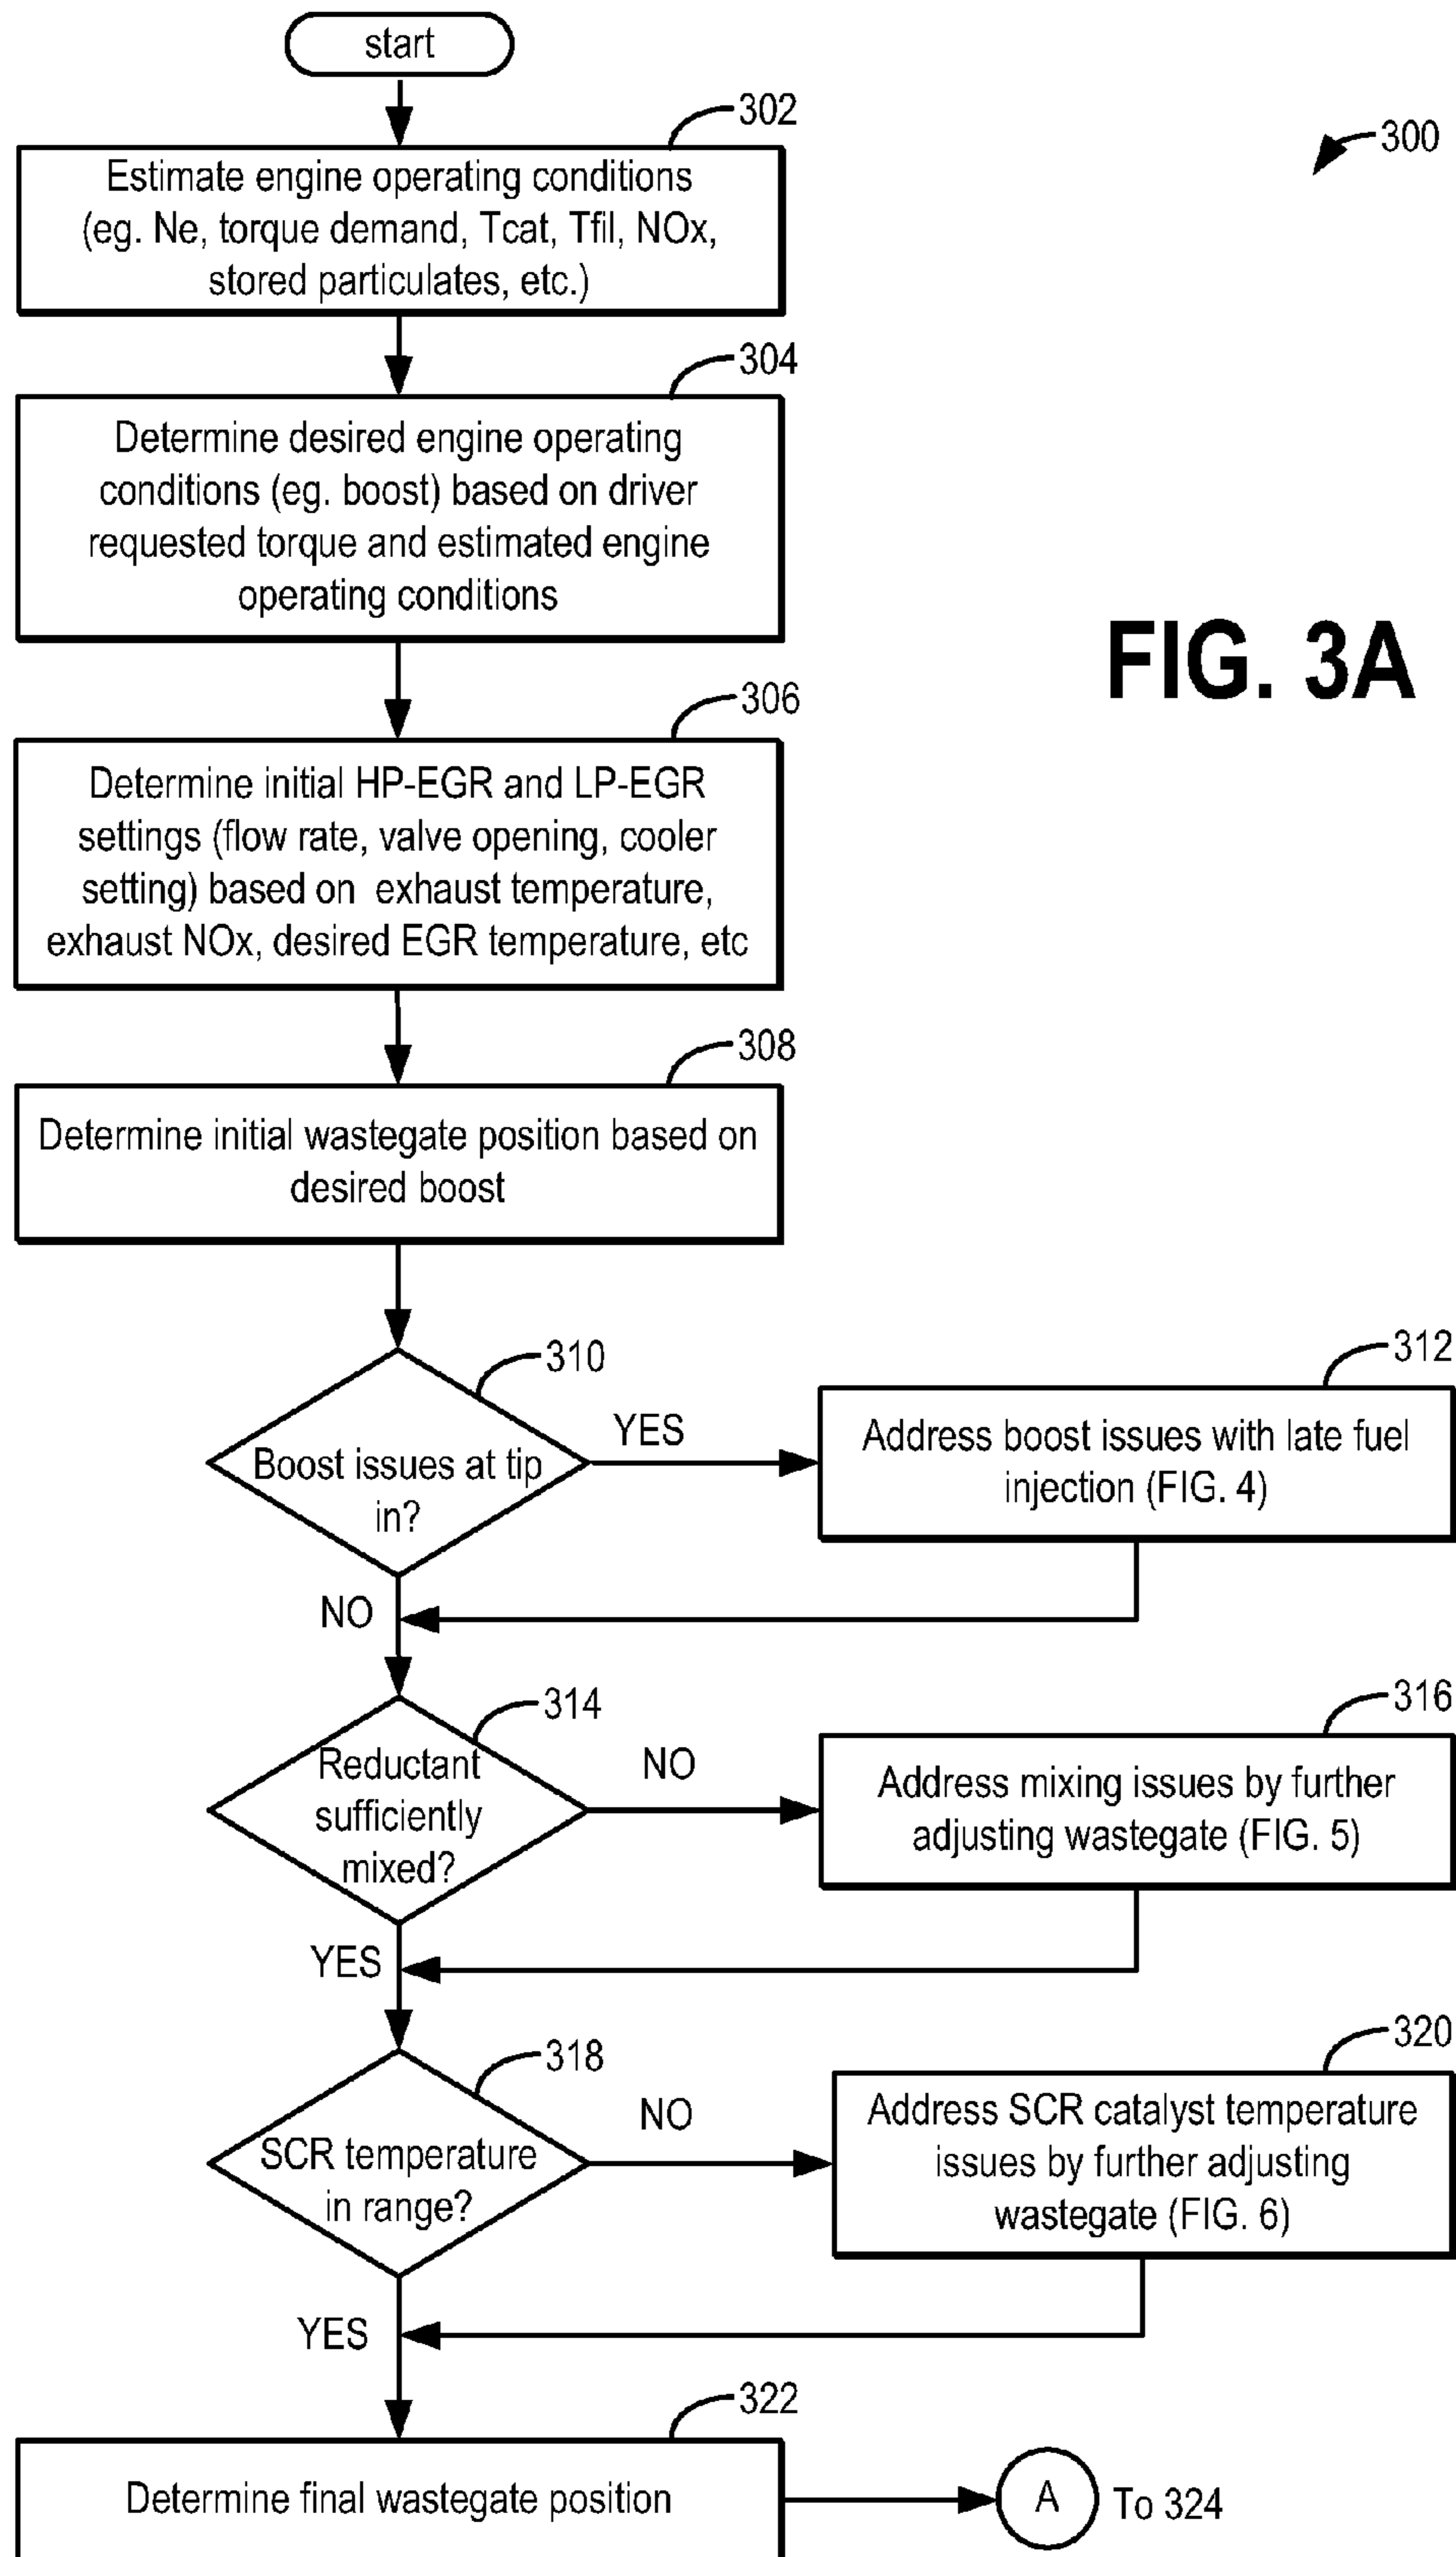 start
302
300
Estimate engine operating conditions
(eg. Ne, torque demand, Tcat, Tfil, NOx,
stored particulates, etc.)
304
Determine desired engine operating
conditions (eg. boost) based on driver
requested torque and estimated engine
operating conditions
FIG. 3A
306
Determine initial HP-EGR and LP-EGR
settings (flow rate, valve opening, cooler
setting) based on exhaust temperature,
exhaust NOx, desired EGR temperature, etc
308
Determine initial wastegate position based on
desired boost
310
Boost issues at tip
in?
YES
312
Address boost issues with late fuel
injection (FIG. 4)
NO
314
Reductant
sufficiently
mixed?
NO
316
Address mixing issues by further
adjusting wastegate (FIG. 5)
YES
318
SCR temperature
in range?
NO
320
Address SCR catalyst temperature
issues by further adjusting
wastegate (FIG. 6)
YES
322
Determine final wastegate position
A
To 324